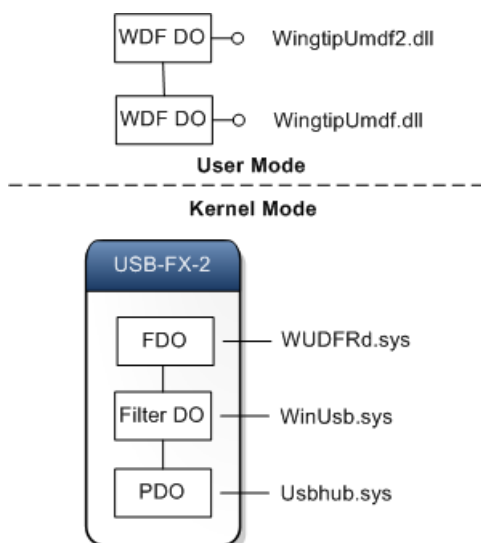 WDF DO WingtipUmdf2.dll
WDF DO WingtipUmdf.dll
User Mode
Kernel Mode
USB-FX-2
FDO WUDFRd.sys
Filter DO WinUsb.sys
PDO Usbhub.sys